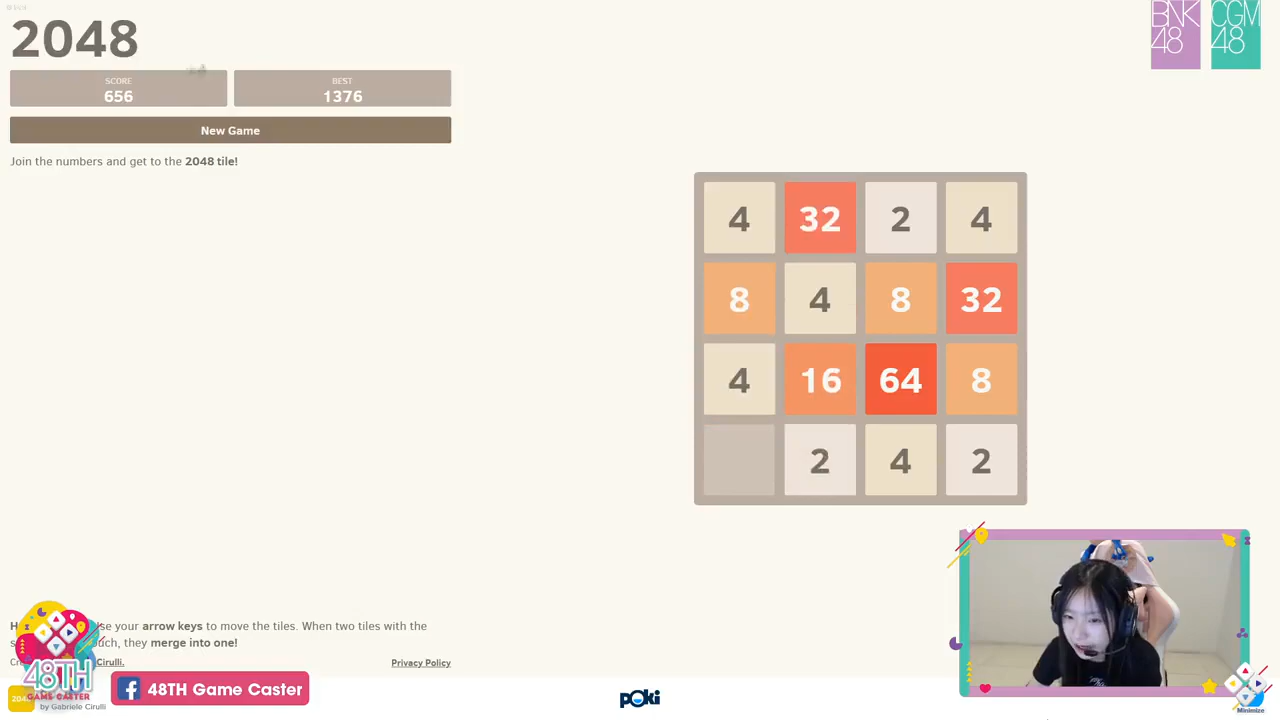 2048
SCORE
656
BEST
1376
New Game
Join the numbers and get to the 2048 tile!
BNK
48
CGM
48
4 32 2 4
8 4 8 32
4 16 64 8
2 4 2
se your arrow keys to move the tiles. When two tiles with the
uch, they merge into one!
Cirulli.
Privacy Policy
48TH
GAME CASTER
48TH Game Caster
by Gabriele Cirulli
poki
Minimize